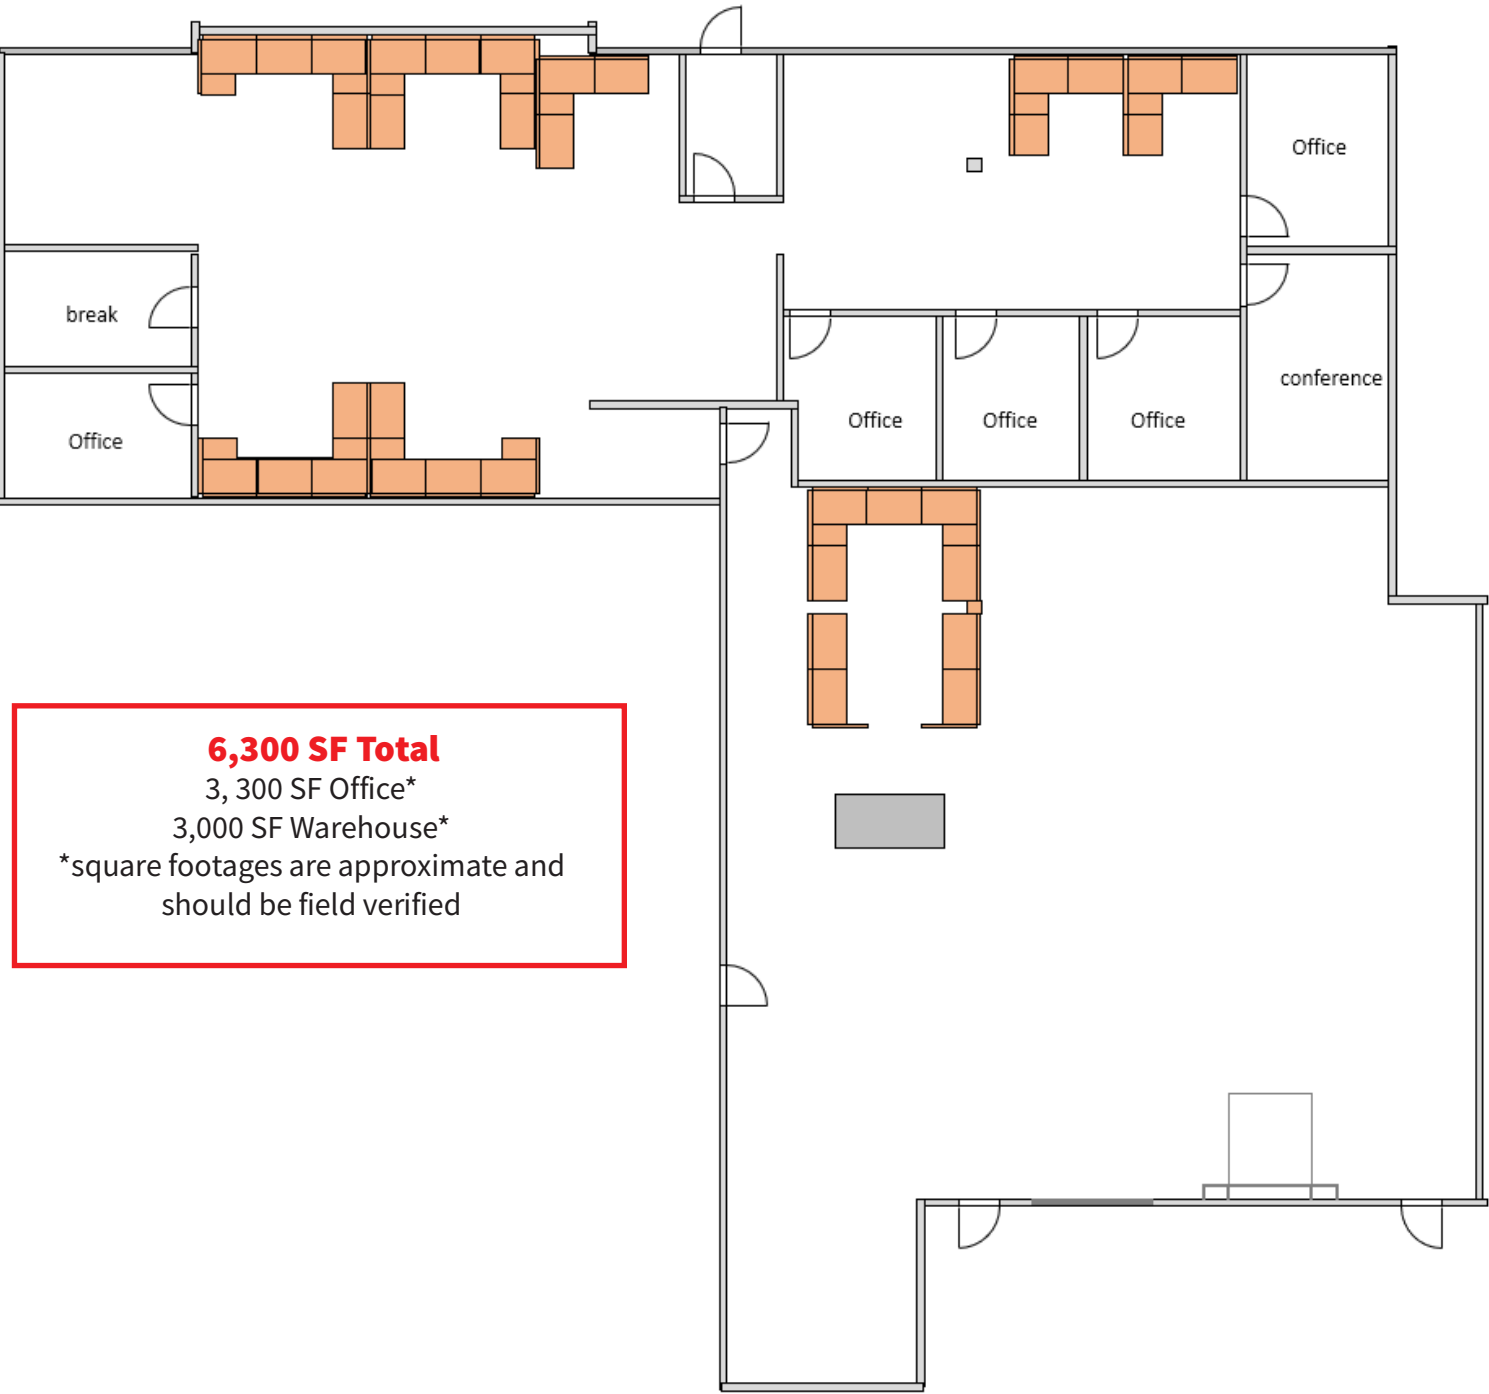 Office
break
conference
Office
Office
Office
Office
6,300 SF Total
3, 300 SF Office*
3,000 SF Warehouse*
*square footages are approximate and
should be field verified